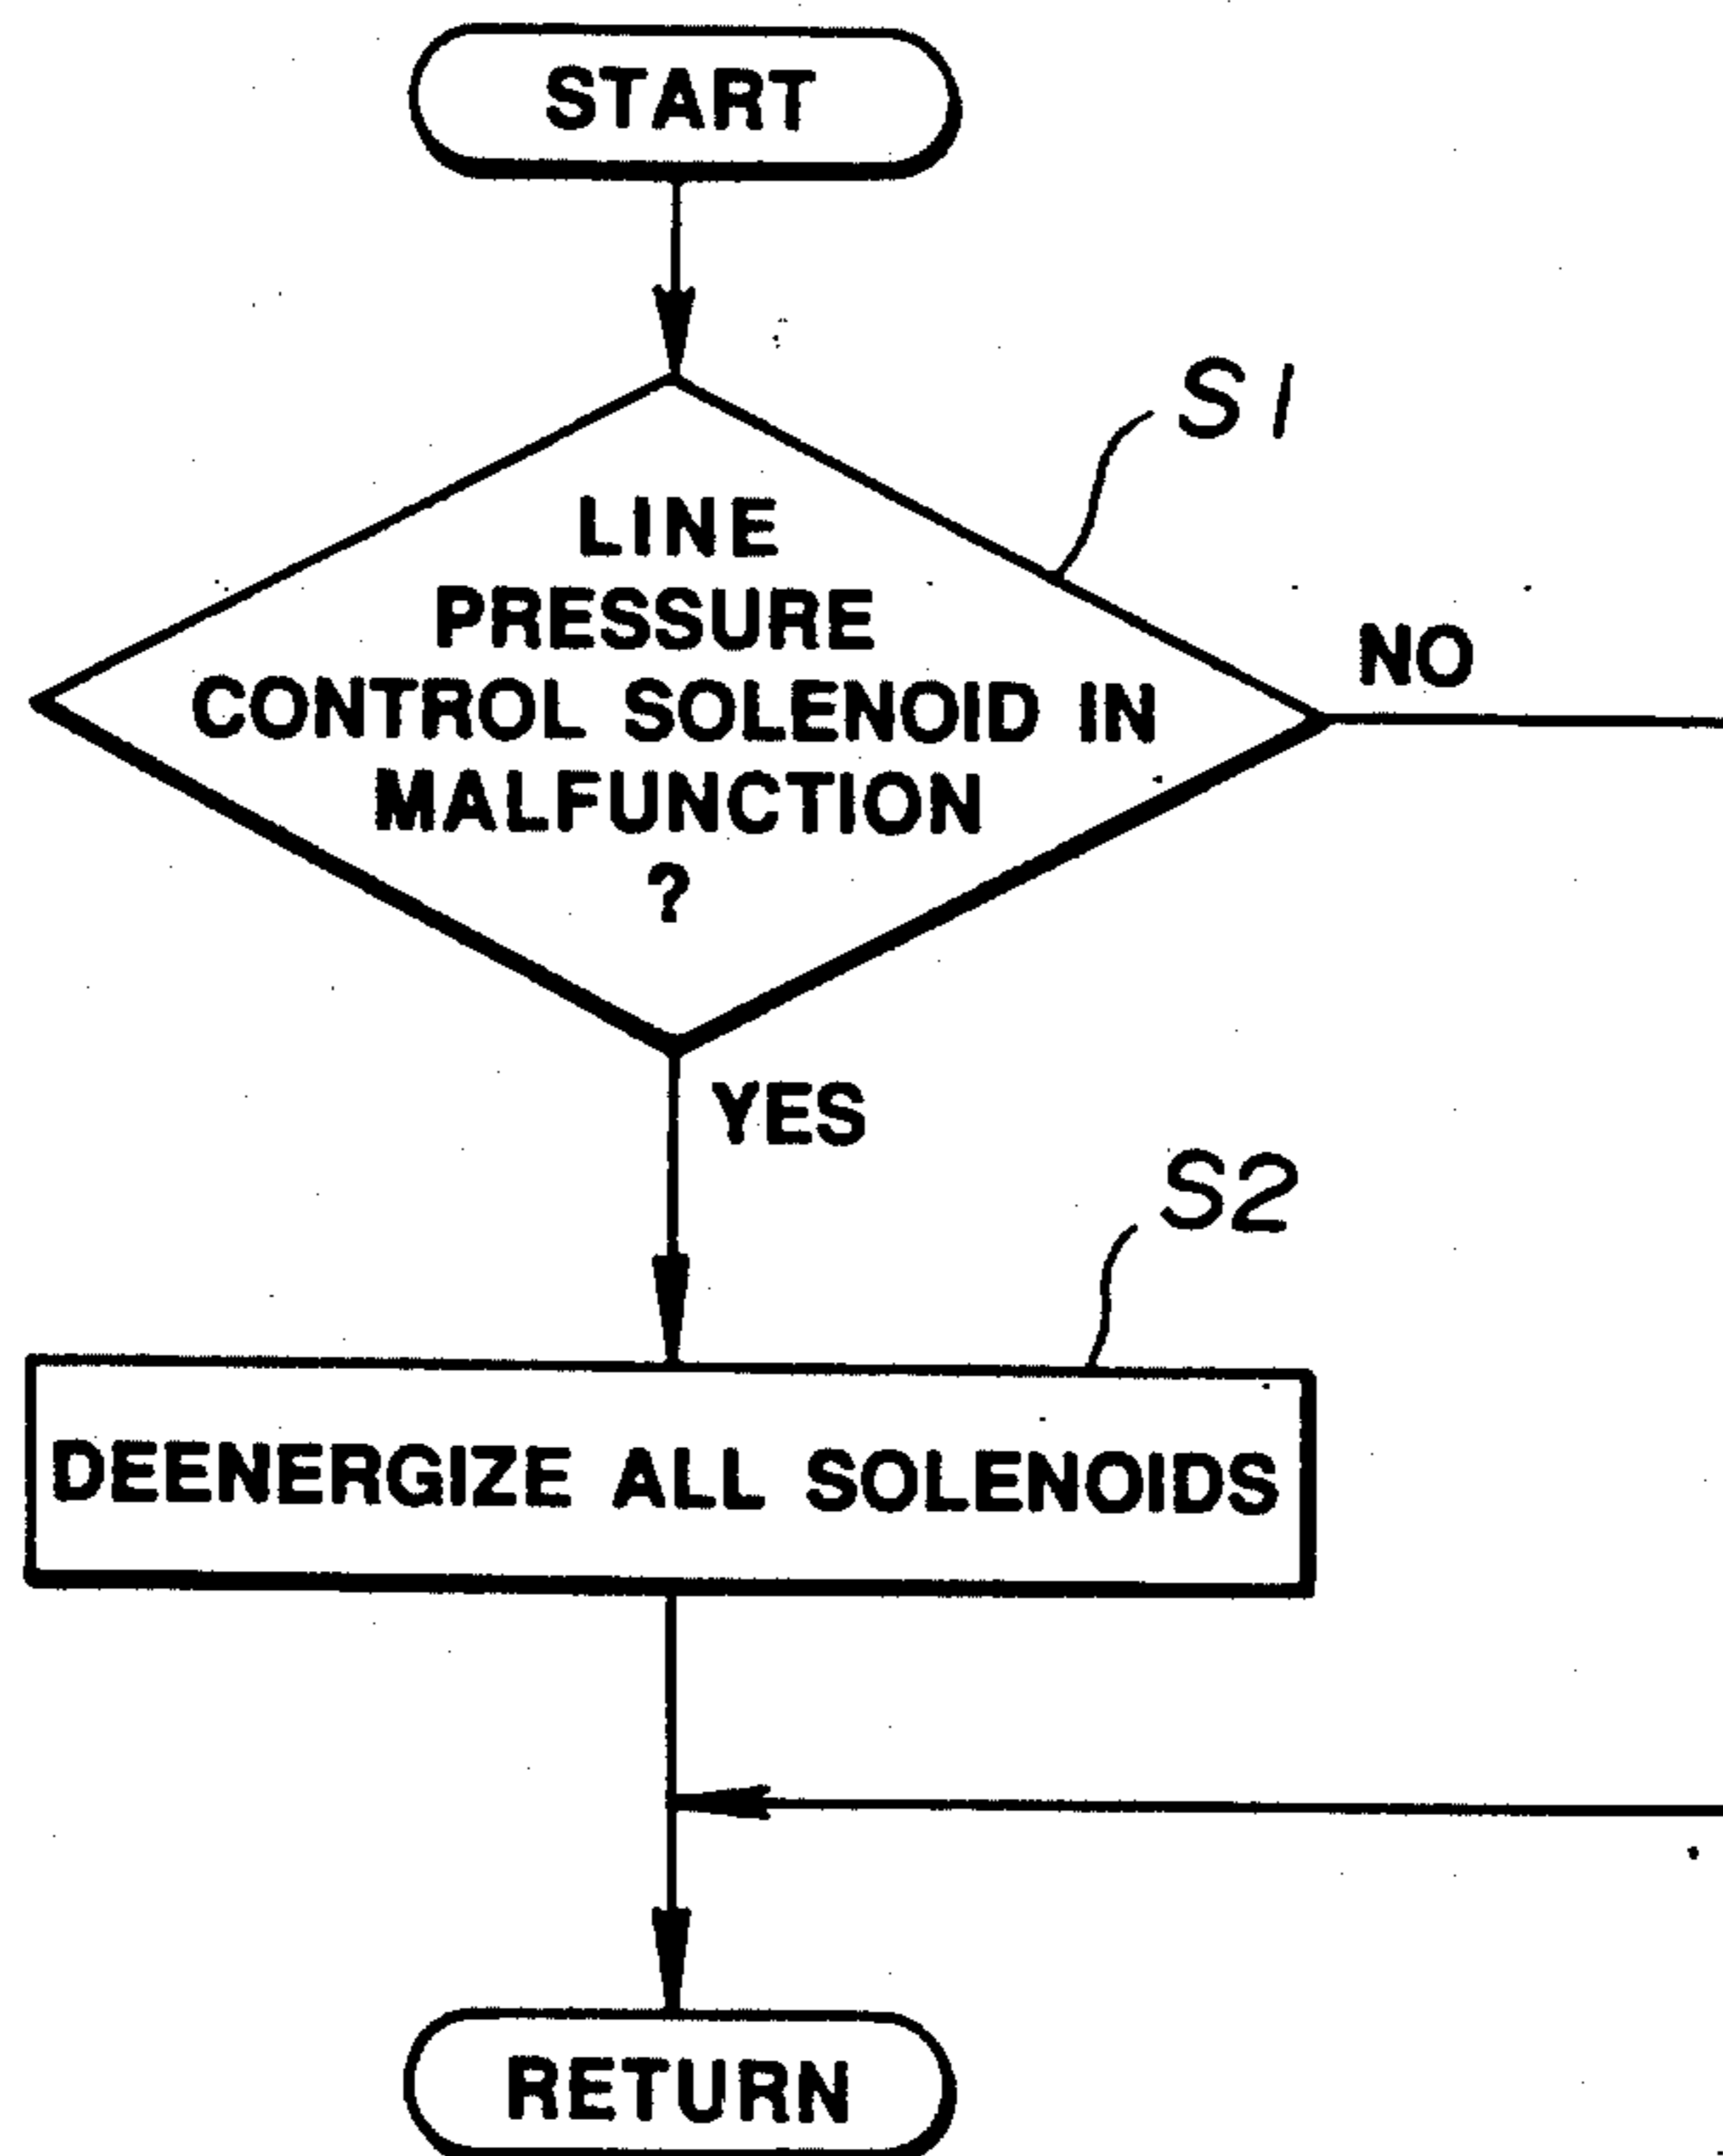 START
S1
LINE
PRESSURE
CONTROL SOLENOID IN
MALFUNCTION
?
NO
YES
S2
DEENERGIZE ALL SOLENOIDS
RETURN